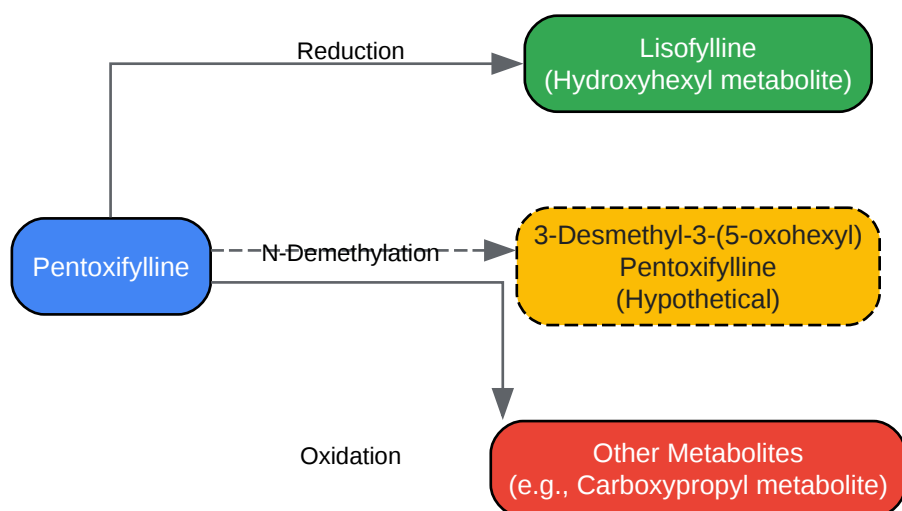 Reduction
Lisofylline
(Hydroxyhexyl metabolite)
Pentoxifylline
N-Demethylation
3-Desmethyl-3-(5-oxohexyl)
Pentoxifylline
(Hypothetical)
Oxidation
Other Metabolites
(e.g., Carboxypropyl metabolite)